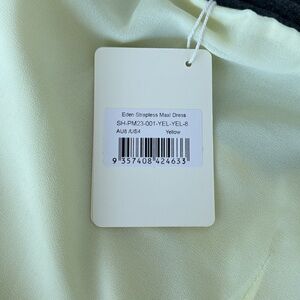 Eden Strapless Maxi Dress
SH-PM23-001-YEL-YEL-8
AU8 /US4 Yellow
9 357408 424633